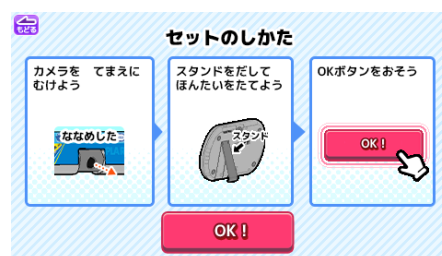 もどる
セットのしかた
カメラを　てまえに
むけよう
ななめした
スタンドをだして
ほんたいをたてよう
スタンド
OKボタンをおそう
OK！
OK！